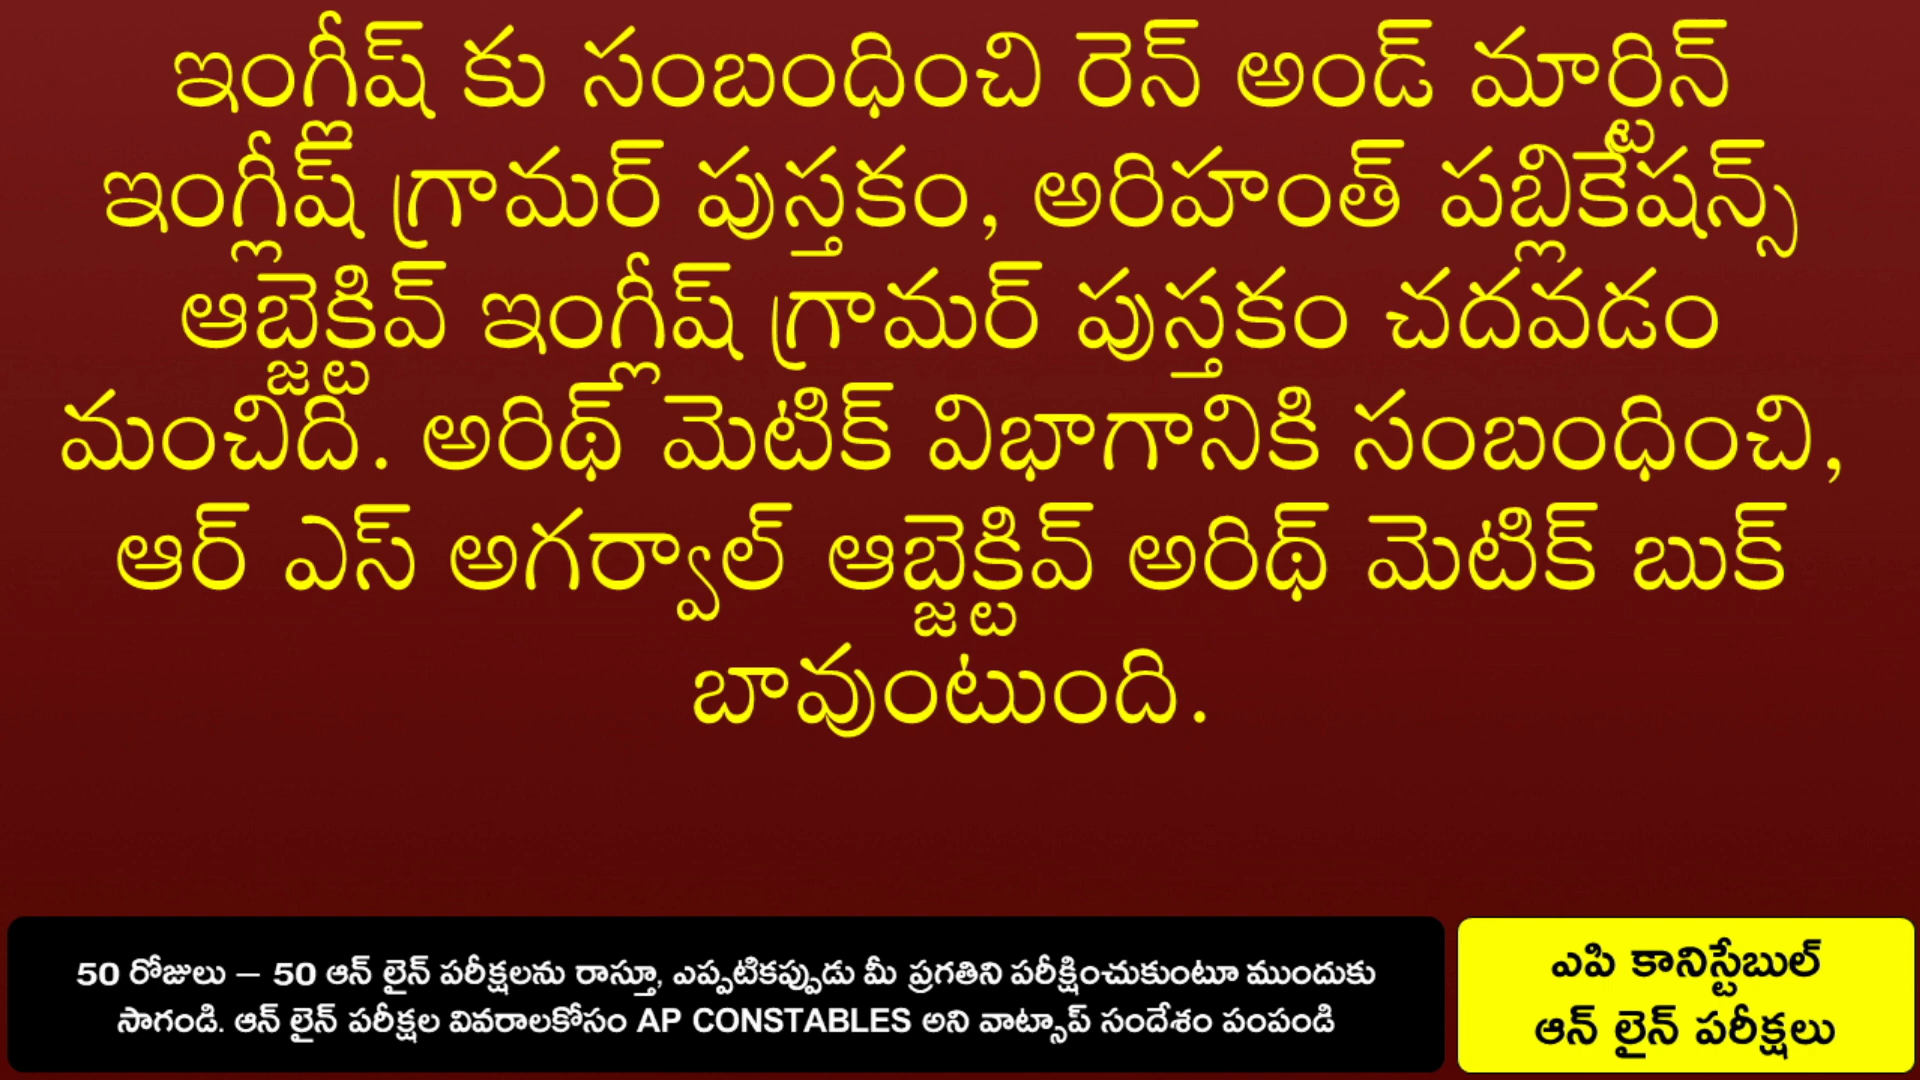 ఇంగ్లీష్ కు సంబంధించి రెన్ అండ్ మార్టిన్
ఇంగ్లీష్ గ్రామర్ పుస్తకం, అరిహంత్ పబ్లికేషన్స్
ఆబ్జెక్టివ్ ఇంగ్లీష్ గ్రామర్ పుస్తకం చదవడం
మంచిది. అరిథ్ మెటిక్ విభాగానికి సంబంధించి,
ఆర్ ఎస్ అగర్వాల్ ఆబ్జెక్టివ్ అరిథ్ మెటిక్ బుక్
బావుంటుంది.
50 రోజులు – 50 ఆన్ లైన్ పరీక్షలను రాస్తూ, ఎప్పటికప్పుడు మీ ప్రగతిని పరీక్షించుకుంటూ ముందుకు
సాగండి. ఆన్ లైన్ పరీక్షల వివరాలకోసం AP CONSTABLES అని వాట్సాప్ సందేశం పంపండి
ఎపి కానిస్టేబుల్
ఆన్ లైన్ పరీక్షలు